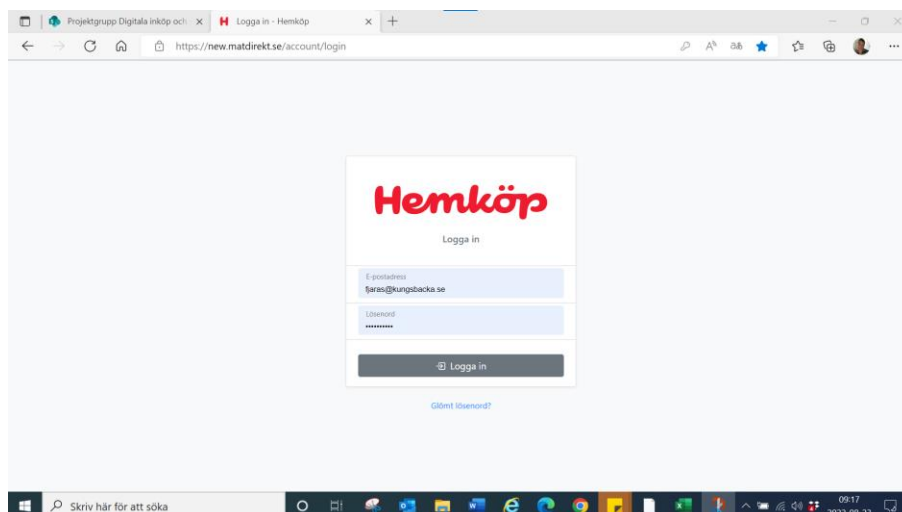 Projektgrupp Digitala inköp och
Logga in - Hemköp
https://new.matdirekt.se/account/login
Hemköp
Logga in
E-postadress
fjaras@kungsbacka.se
Lösenord
••••••••••
Logga in
Glömt lösenord?
Skriv här för att söka
09:17